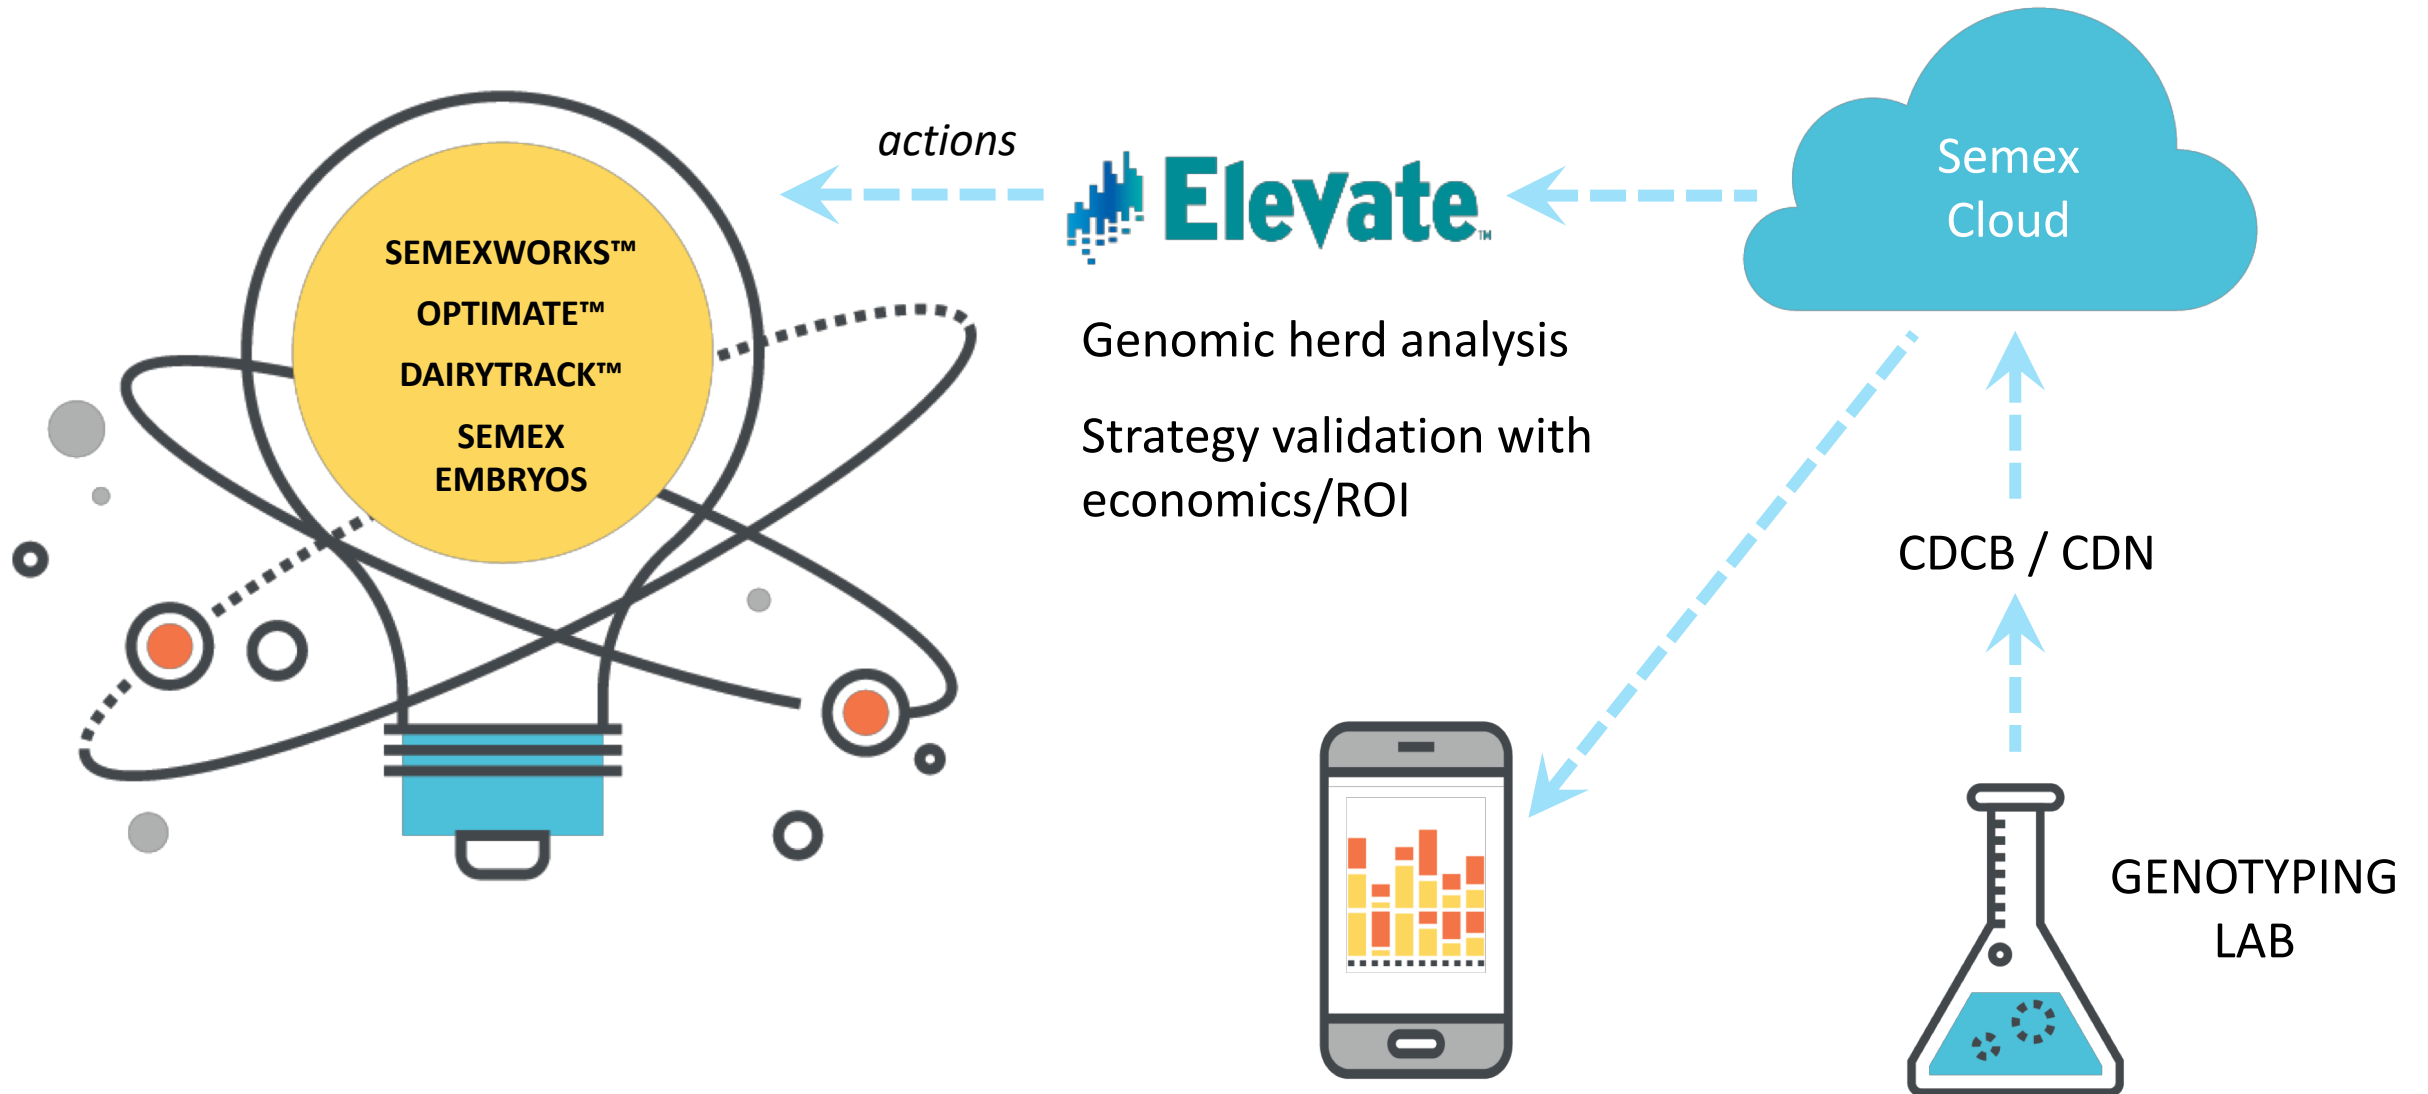 actions
Elevate™
Semex
Cloud
SEMEXWORKS™
OPTIMATE™
DAIRYTRACK™
SEMEX
EMBRYOS
Genomic herd analysis
Strategy validation with
economics/ROI
CDCB / CDN
GENOTYPING
LAB